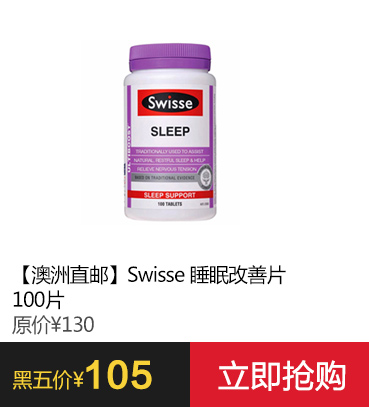 Swisse
SLEEP
ULTIBOOST
TRADITIONALLY USED TO ASSIST
NATURAL, RESTFUL SLEEP & HELP
RELIEVE NERVOUS TENSION
BASED ON TRADITIONAL EVIDENCE
SLEEP SUPPORT
100 TABLETS
【澳洲直邮】Swisse 睡眠改善片
100片
原价¥130
黑五价¥105
立即抢购